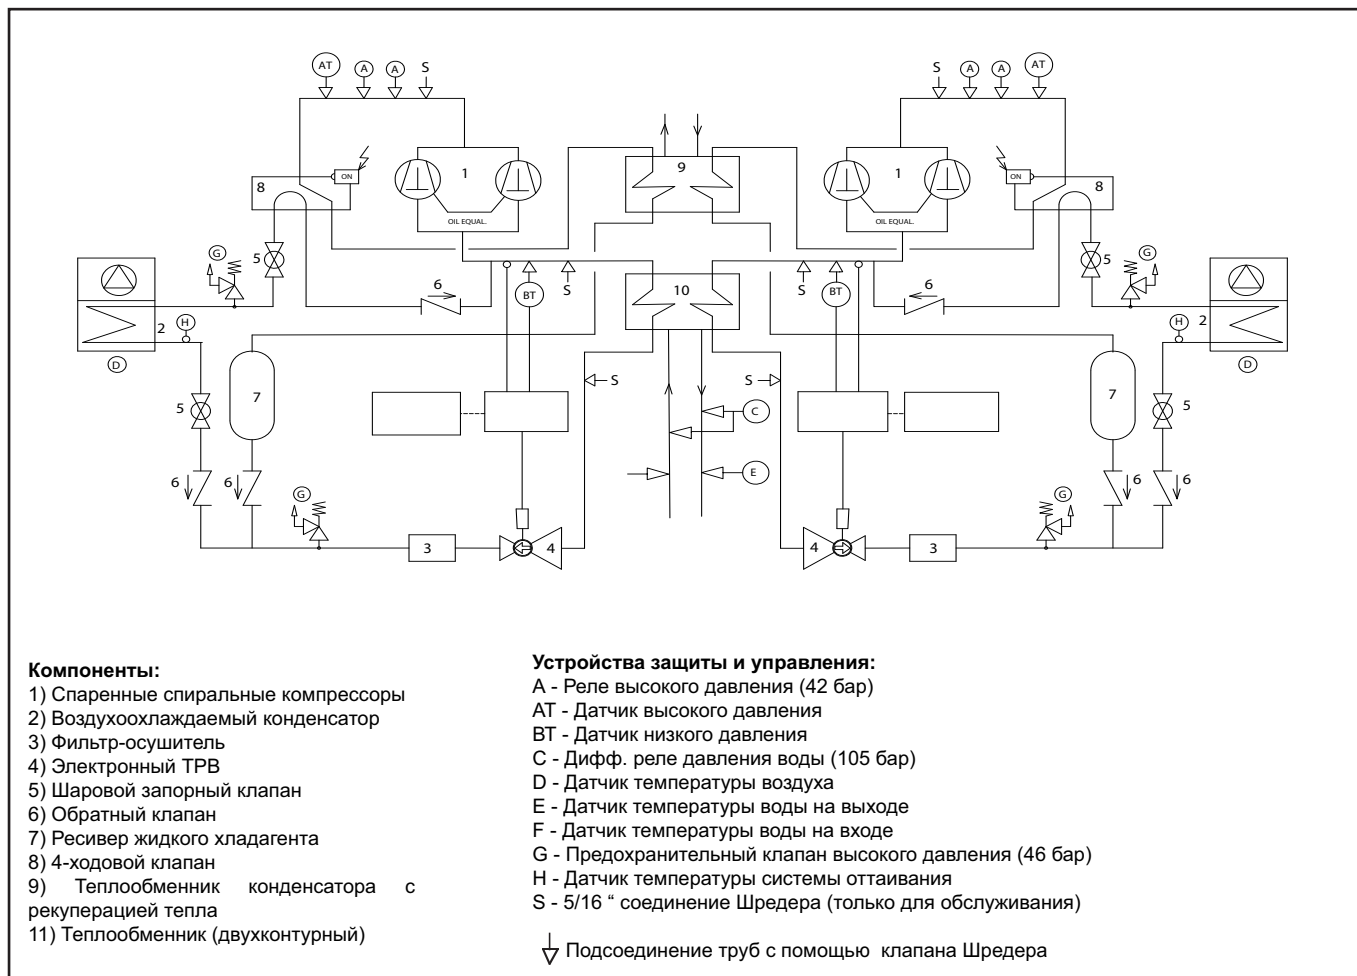 AT A A S S A A AT
ON 8 1 9 1 ON 8
OIL EQUAL. OIL EQUAL.
G 5 5 G
6 BT S 10 S BT 6
2 H H 2
D D
S S
5 7 C 7 5
6 6 E 6 6
G G
3 4 4 3
Компоненты:
1) Спаренные спиральные компрессоры
2) Воздухоохлаждаемый конденсатор
3) Фильтр-осушитель
4) Электронный ТРВ
5) Шаровой запорный клапан
6) Обратный клапан
7) Ресивер жидкого хладагента
8) 4-ходовой клапан
9) Теплообменник конденсатора с
рекуперацией тепла
11) Теплообменник (двухконтурный)
Устройства защиты и управления:
A - Реле высокого давления (42 бар)
AT - Датчик высокого давления
BT - Датчик низкого давления
C - Дифф. реле давления воды (105 бар)
D - Датчик температуры воздуха
E - Датчик температуры воды на выходе
F - Датчик температуры воды на входе
G - Предохранительный клапан высокого давления (46 бар)
H - Датчик температуры системы оттаивания
S - 5/16 “ соединение Шредера (только для обслуживания)
Подсоединение труб с помощью клапана Шредера